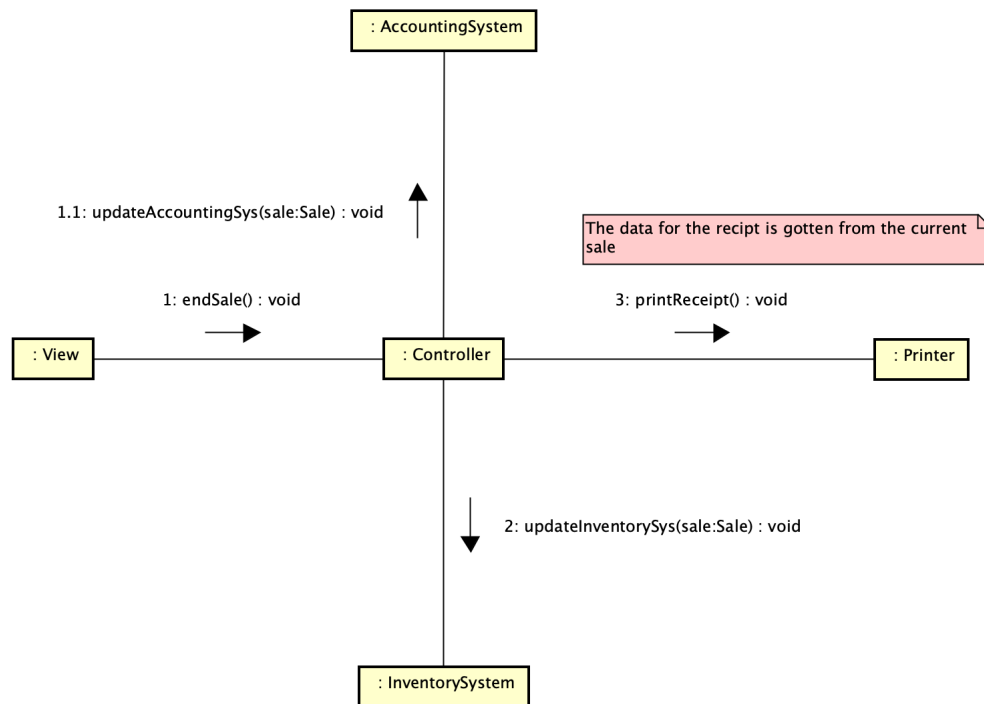 : AccountingSystem
1.1: updateAccountingSys(sale:Sale) : void
The data for the recipt is gotten from the current
sale
1: endSale() : void
3: printReceipt() : void
: View
: Controller
: Printer
2: updateInventorySys(sale:Sale) : void
: InventorySystem